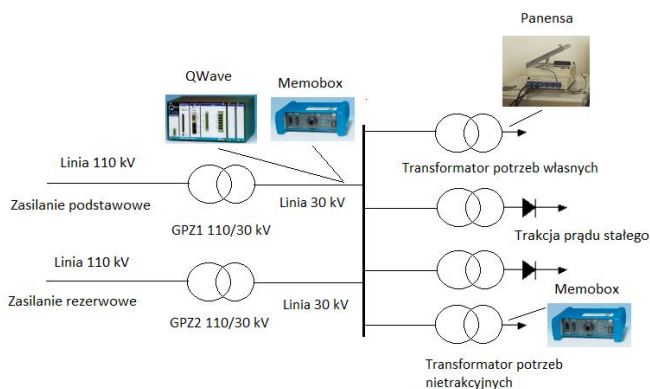 Panensa
QWave
Memobox
Linia 110 kV
Transformator potrzeb własnych
Linia 30 kV
Zasilanie podstawowe
GPZ1 110/30 kV
Trakcja prądu stałego
Linia 110 kV
Memobox
Linia 30 kV
Zasilanie rezerwowe
GPZ2 110/30 kV
Transformator potrzeb
nietrakcyjnych